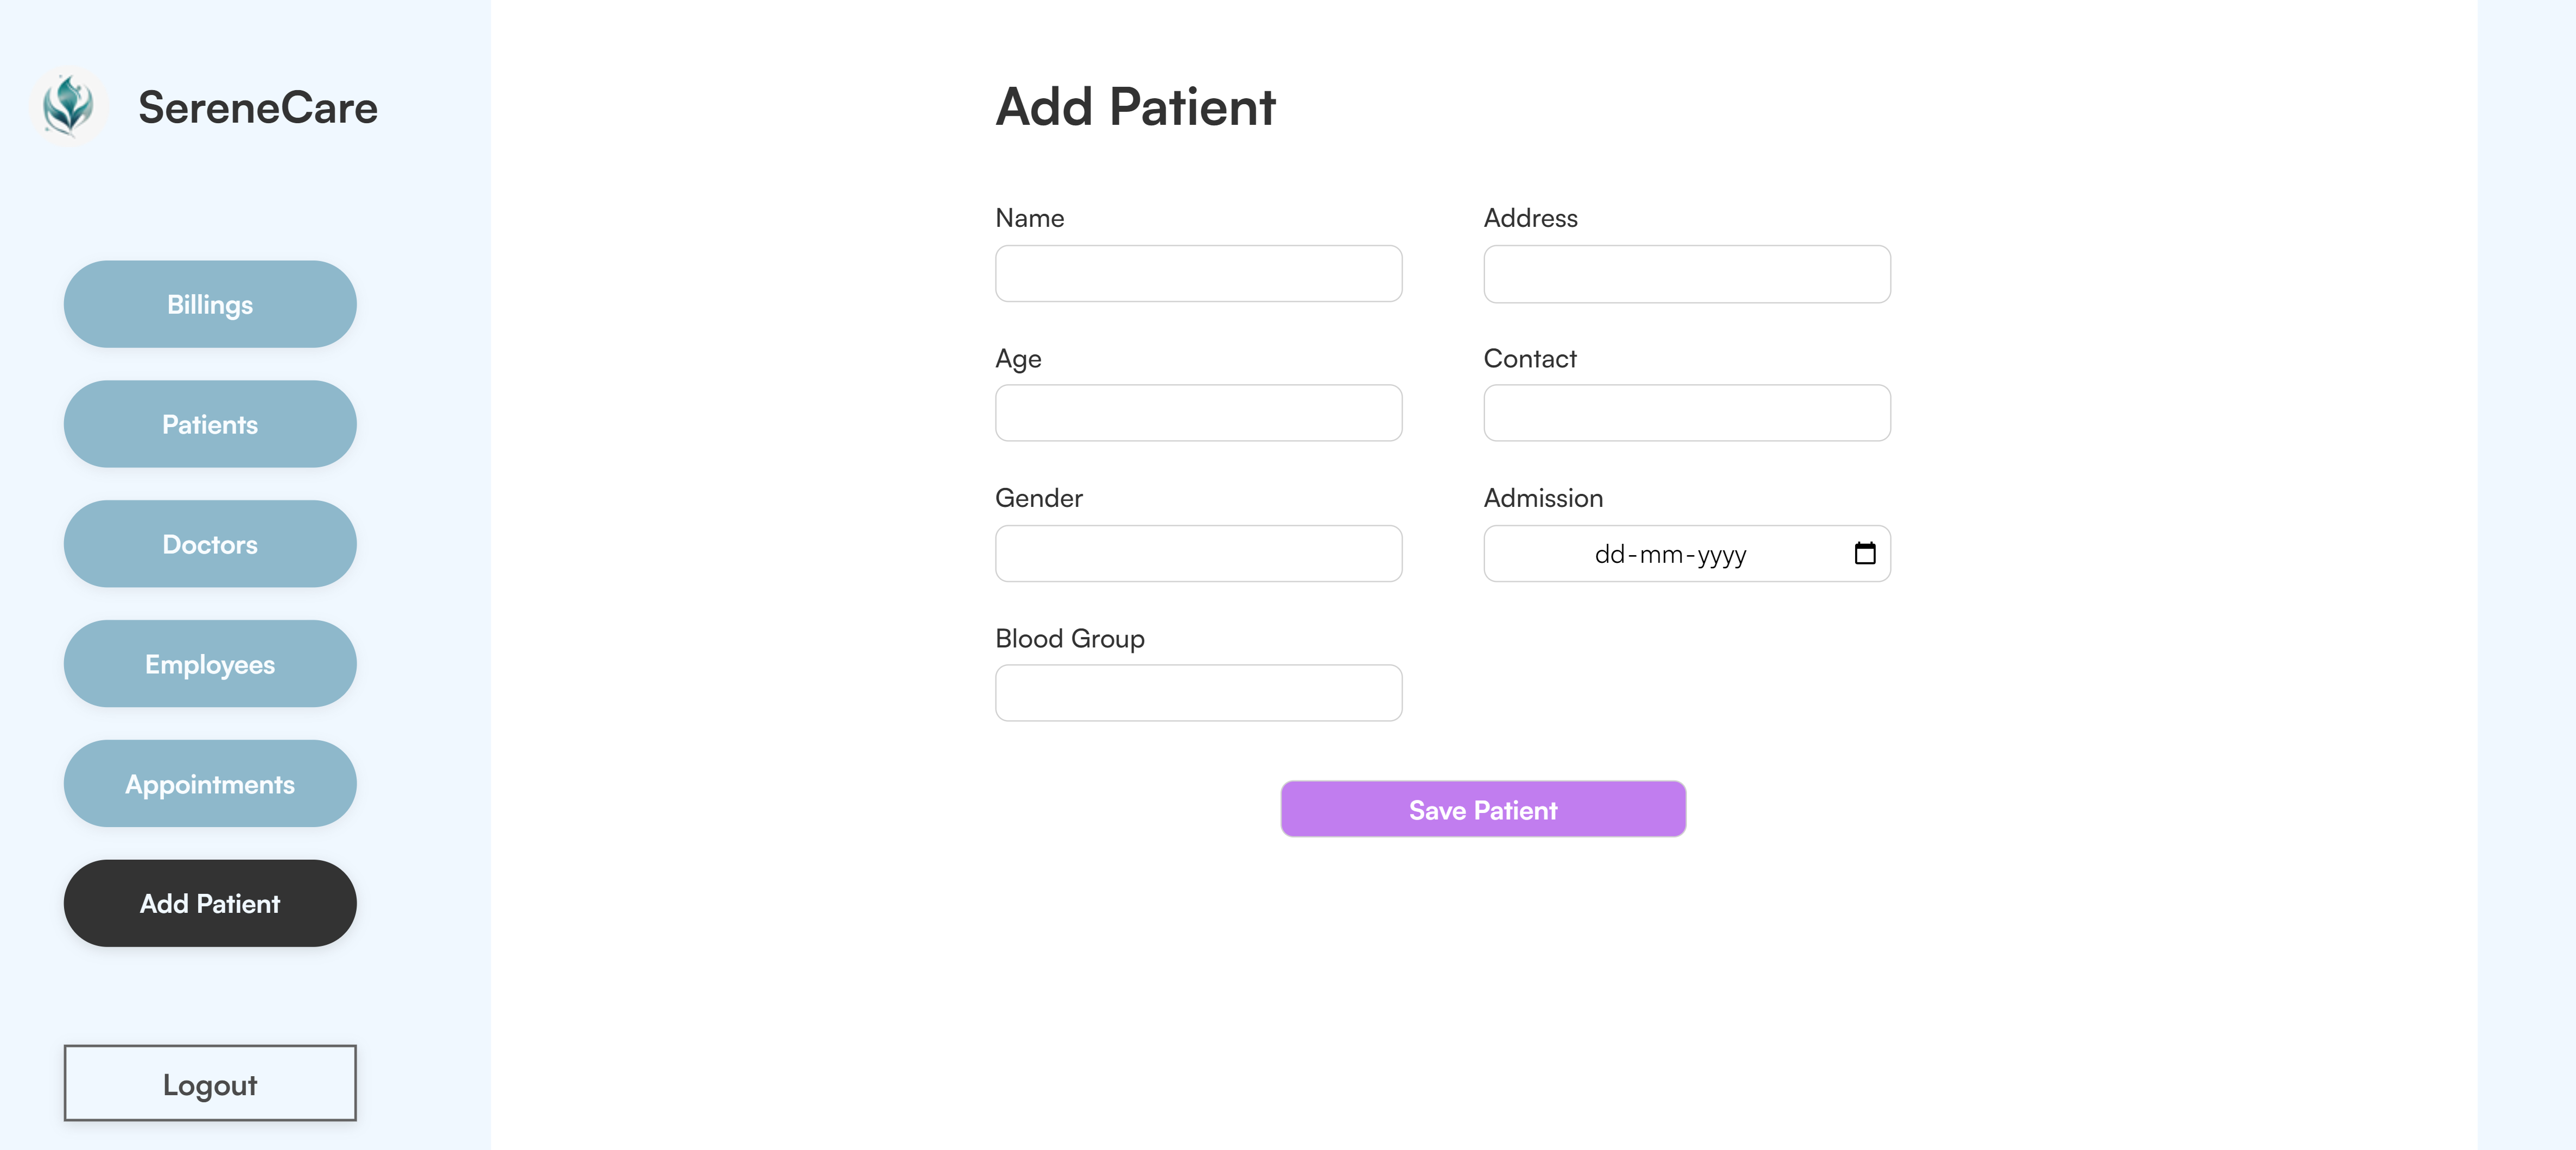 SereneCare
Billings
Patients
Doctors
Employees
Appointments
Add Patient
Logout
Add Patient
Name
Address
Age
Contact
Gender
Admission
dd-mm-yyyy
Blood Group
Save Patient